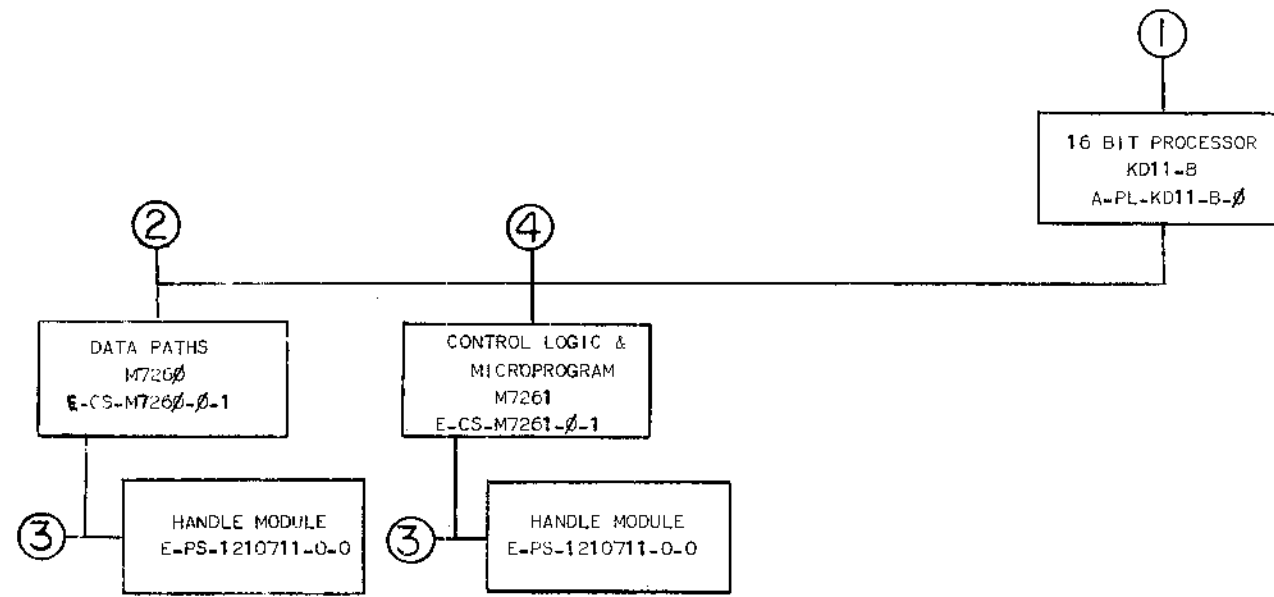 1
16 BIT PROCESSOR
KD11-B
A-PL-KD11-B-Ø
2
4
DATA PATHS
M726Ø
E-CS-M726Ø-Ø-1
CONTROL LOGIC &
MICROPROGRAM
M7261
E-CS-M7261-Ø-1
3
HANDLE MODULE
E-PS-1210711-0-0
3
HANDLE MODULE
E-PS-1210711-0-0